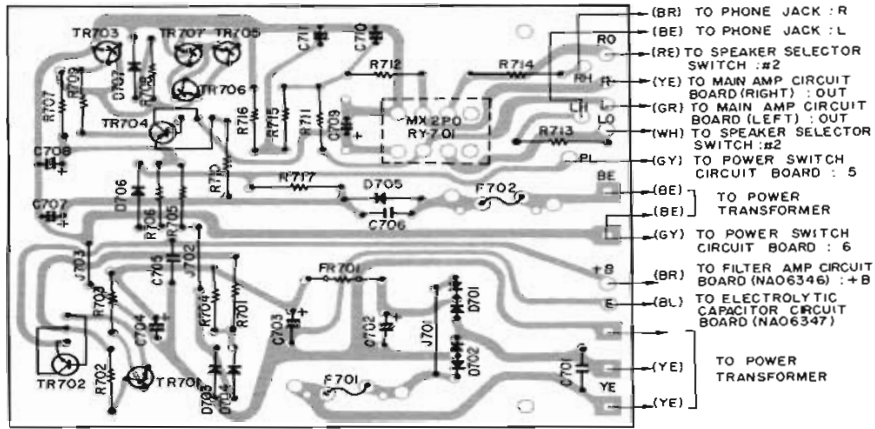 TR703
TR707
TR705
C711
C710
D707
R708
R709
R707
TR706
TR704
R716
R715
R711
C709
R712
R714
MX 2P0
RY-701
R713
RO
RH
R
LH
L
LO
PL
BE
C708
C707
D706
R706
R705
R710
R717
D705
C706
F702
J703
C705
J702
R703
C704
R704
R701
FR701
C703
C702
J701
D701
D702
C701
+B
E
YE
TR702
R702
TR701
D703
D704
F701
(BR) TO PHONE JACK : R
(BE) TO PHONE JACK : L
(RE) TO SPEAKER SELECTOR
SWITCH : #2
(YE) TO MAIN AMP CIRCUIT
BOARD (RIGHT) : OUT
(GR) TO MAIN AMP CIRCUIT
BOARD (LEFT) : OUT
(WH) TO SPEAKER SELECTOR
SWITCH : #2
(GY) TO POWER SWITCH
CIRCUIT BOARD : 5
(BE)
TO POWER
TRANSFORMER
(BE)
(GY) TO POWER SWITCH
CIRCUIT BOARD : 6
(BR) TO FILTER AMP CIRCUIT
BOARD (NA06346) : +B
(BL) TO ELECTROLYTIC
CAPACITOR CIRCUIT
BOARD (NA06347)
(YE)
TO POWER
TRANSFORMER
(YE)